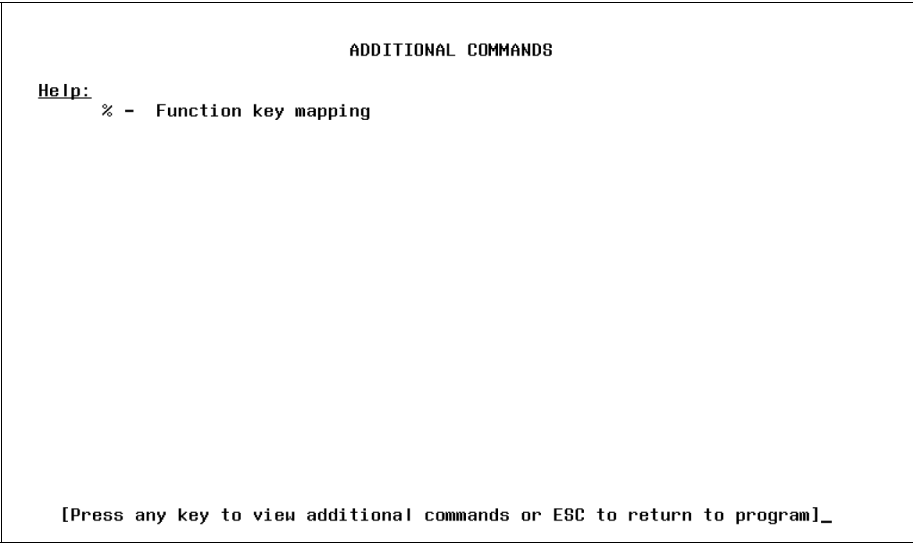 ADDITIONAL COMMANDS
Help:
% - Function key mapping
[Press any key to view additional commands or ESC to return to program]_